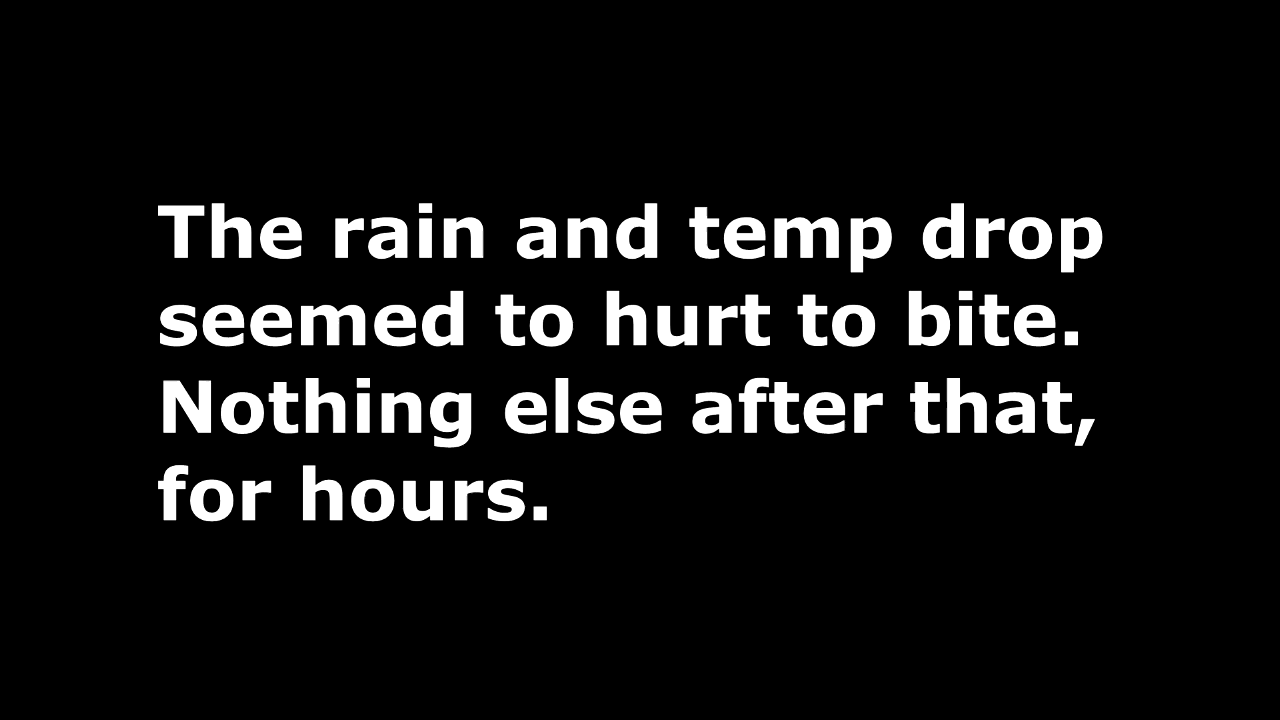 The rain and temp drop
seemed to hurt to bite.
Nothing else after that,
for hours.